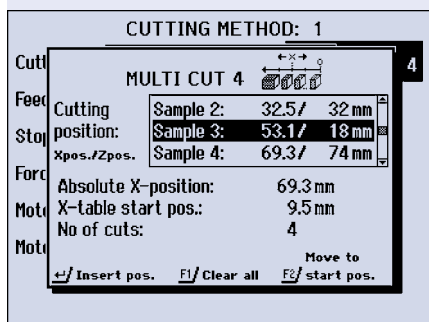 CUTTING METHOD: 1
4
MULTI CUT 4
Cutting position: Xpos./Zpos.
Sample 2: 32.5/ 32 mm
Sample 3: 53.1/ 18 mm
Sample 4: 69.3/ 74 mm
Absolute X-position: 69.3 mm
X-table start pos.: 9.5 mm
No of cuts: 4
Insert pos. F1/ Clear all F2/ Move to start pos.
Cutt
Feed
Stop
Forc
Moto
Moto